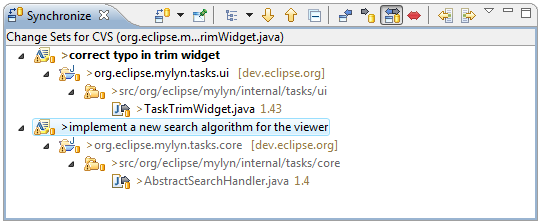 Synchronize
Change Sets for CVS (org.eclipse.m...rimWidget.java)
>correct typo in trim widget
>org.eclipse.mylyn.tasks.ui [dev.eclipse.org]
>src/org/eclipse/mylyn/internal/tasks/ui
>TaskTrimWidget.java 1.43
>implement a new search algorithm for the viewer
>org.eclipse.mylyn.tasks.core [dev.eclipse.org]
>src/org/eclipse/mylyn/internal/tasks/core
>AbstractSearchHandler.java 1.4